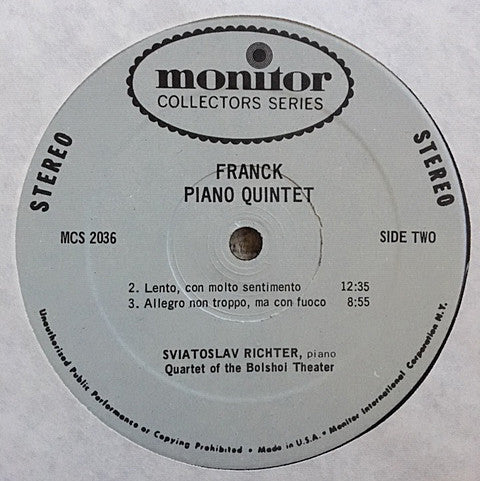 monitor
COLLECTORS SERIES
STEREO
STEREO
FRANCK
PIANO QUINTET
MCS 2036
SIDE TWO
2. Lento, con molto sentimento 12:35
3. Allegro non troppo, ma con fuoco 8:55
SVIATOSLAV RICHTER, piano
Quartet of the Bolshoi Theater
Unauthorized Public Performance or Copying Prohibited • Made in U.S.A. • Monitor International Corporation N.Y.